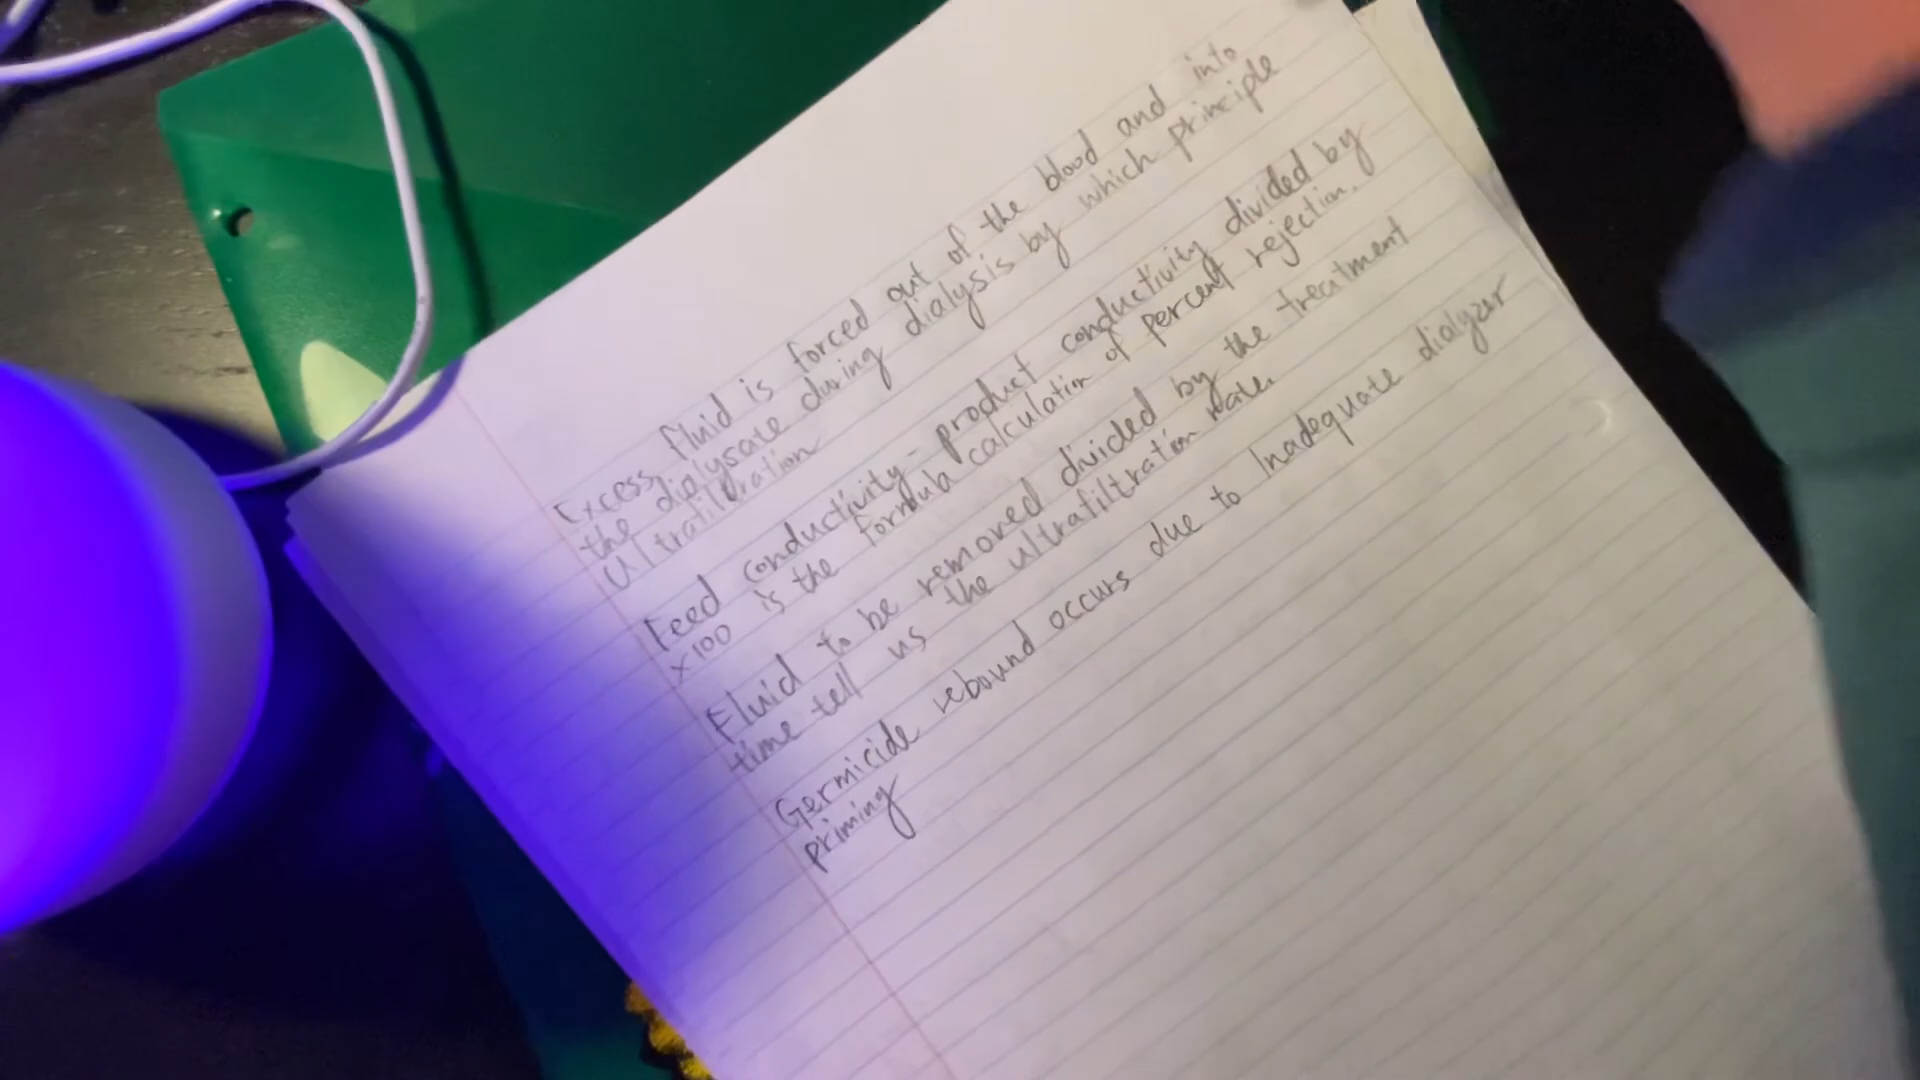 Excess fluid is forced out of the blood and into
the dialysate during dialysis by which principle
Ultrafiltration
Feed conductivity - product conductivity divided by
x100 is the formula calculation of percent rejection.
Fluid to be removed divided by the treatment
time tell us the ultrafiltration rate.
Germicide rebound occurs due to Inadequate dialyzer
priming